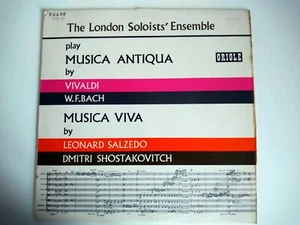 The London Soloists' Ensemble
play
MUSICA ANTIQUA
ORIOLE
by
VIVALDI
W.F.BACH
MUSICA VIVA
by
LEONARD SALZEDO
DMITRI SHOSTAKOVITCH